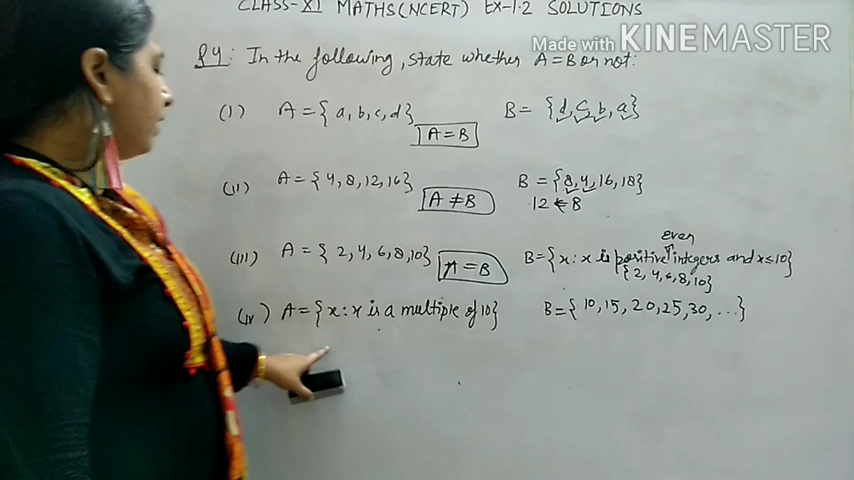 CLASS-XI MATHS(NCERT) Ex-1.2 SOLUTIONS
Made with KINEMASTER
Q4: In the following, state whether A=B or not:
(i) A = {a, b, c, d} A = B B = {d, c, b, a}
(ii) A = {4, 8, 12, 16} A ≠ B B = {8, 4, 16, 18}
12 ∉ B
even
(iii) A = {2, 4, 6, 8, 10} A = B B = {x : x is positive integers and x ≤ 10}
{2, 4, 6, 8, 10}
(iv) A = {x : x is a multiple of 10} B = {10, 15, 20, 25, 30, ...}